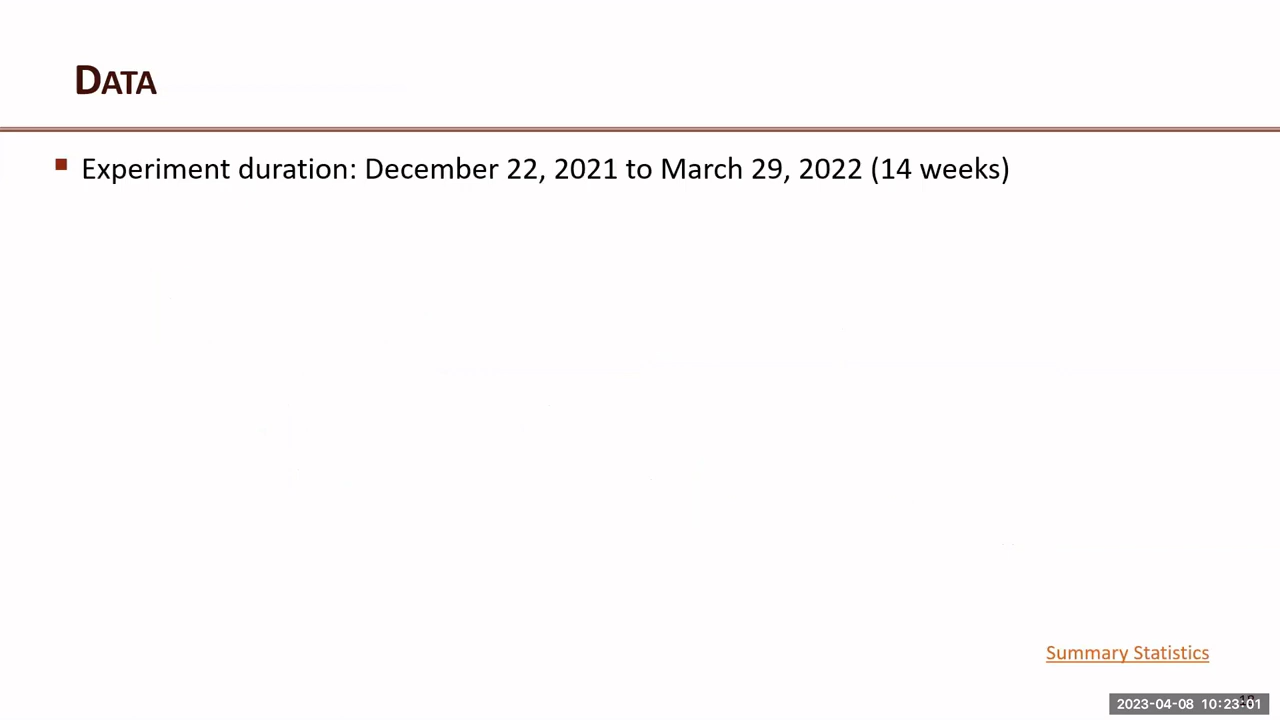 DATA
▪ Experiment duration: December 22, 2021 to March 29, 2022 (14 weeks)
Summary Statistics
2023-04-08 10:23:01